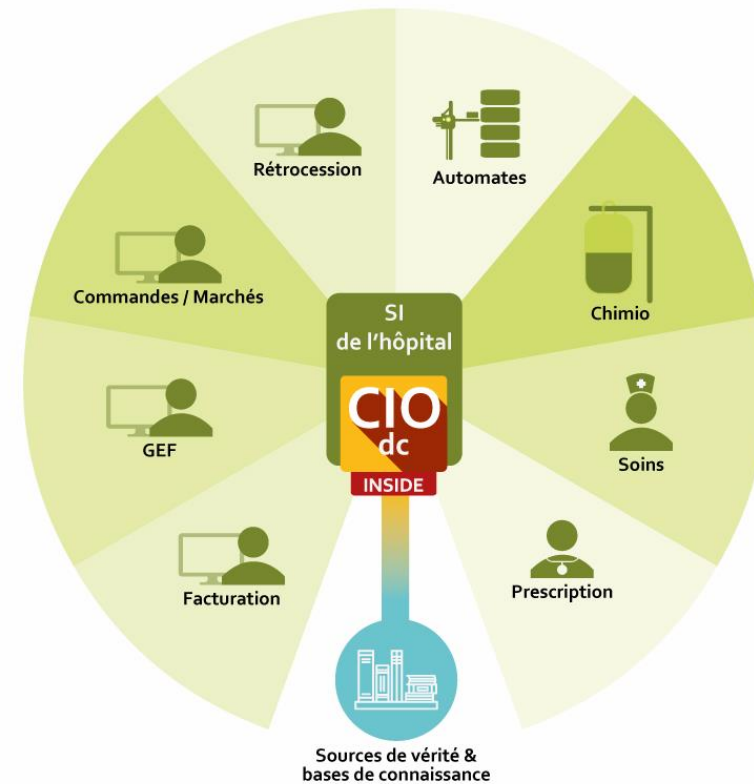 Rétrocession
Automates
Commandes / Marchés
Chimio
SI
de l'hôpital
CIO
dc
INSIDE
GEF
Soins
Facturation
Prescription
Sources de vérité &
bases de connaissance